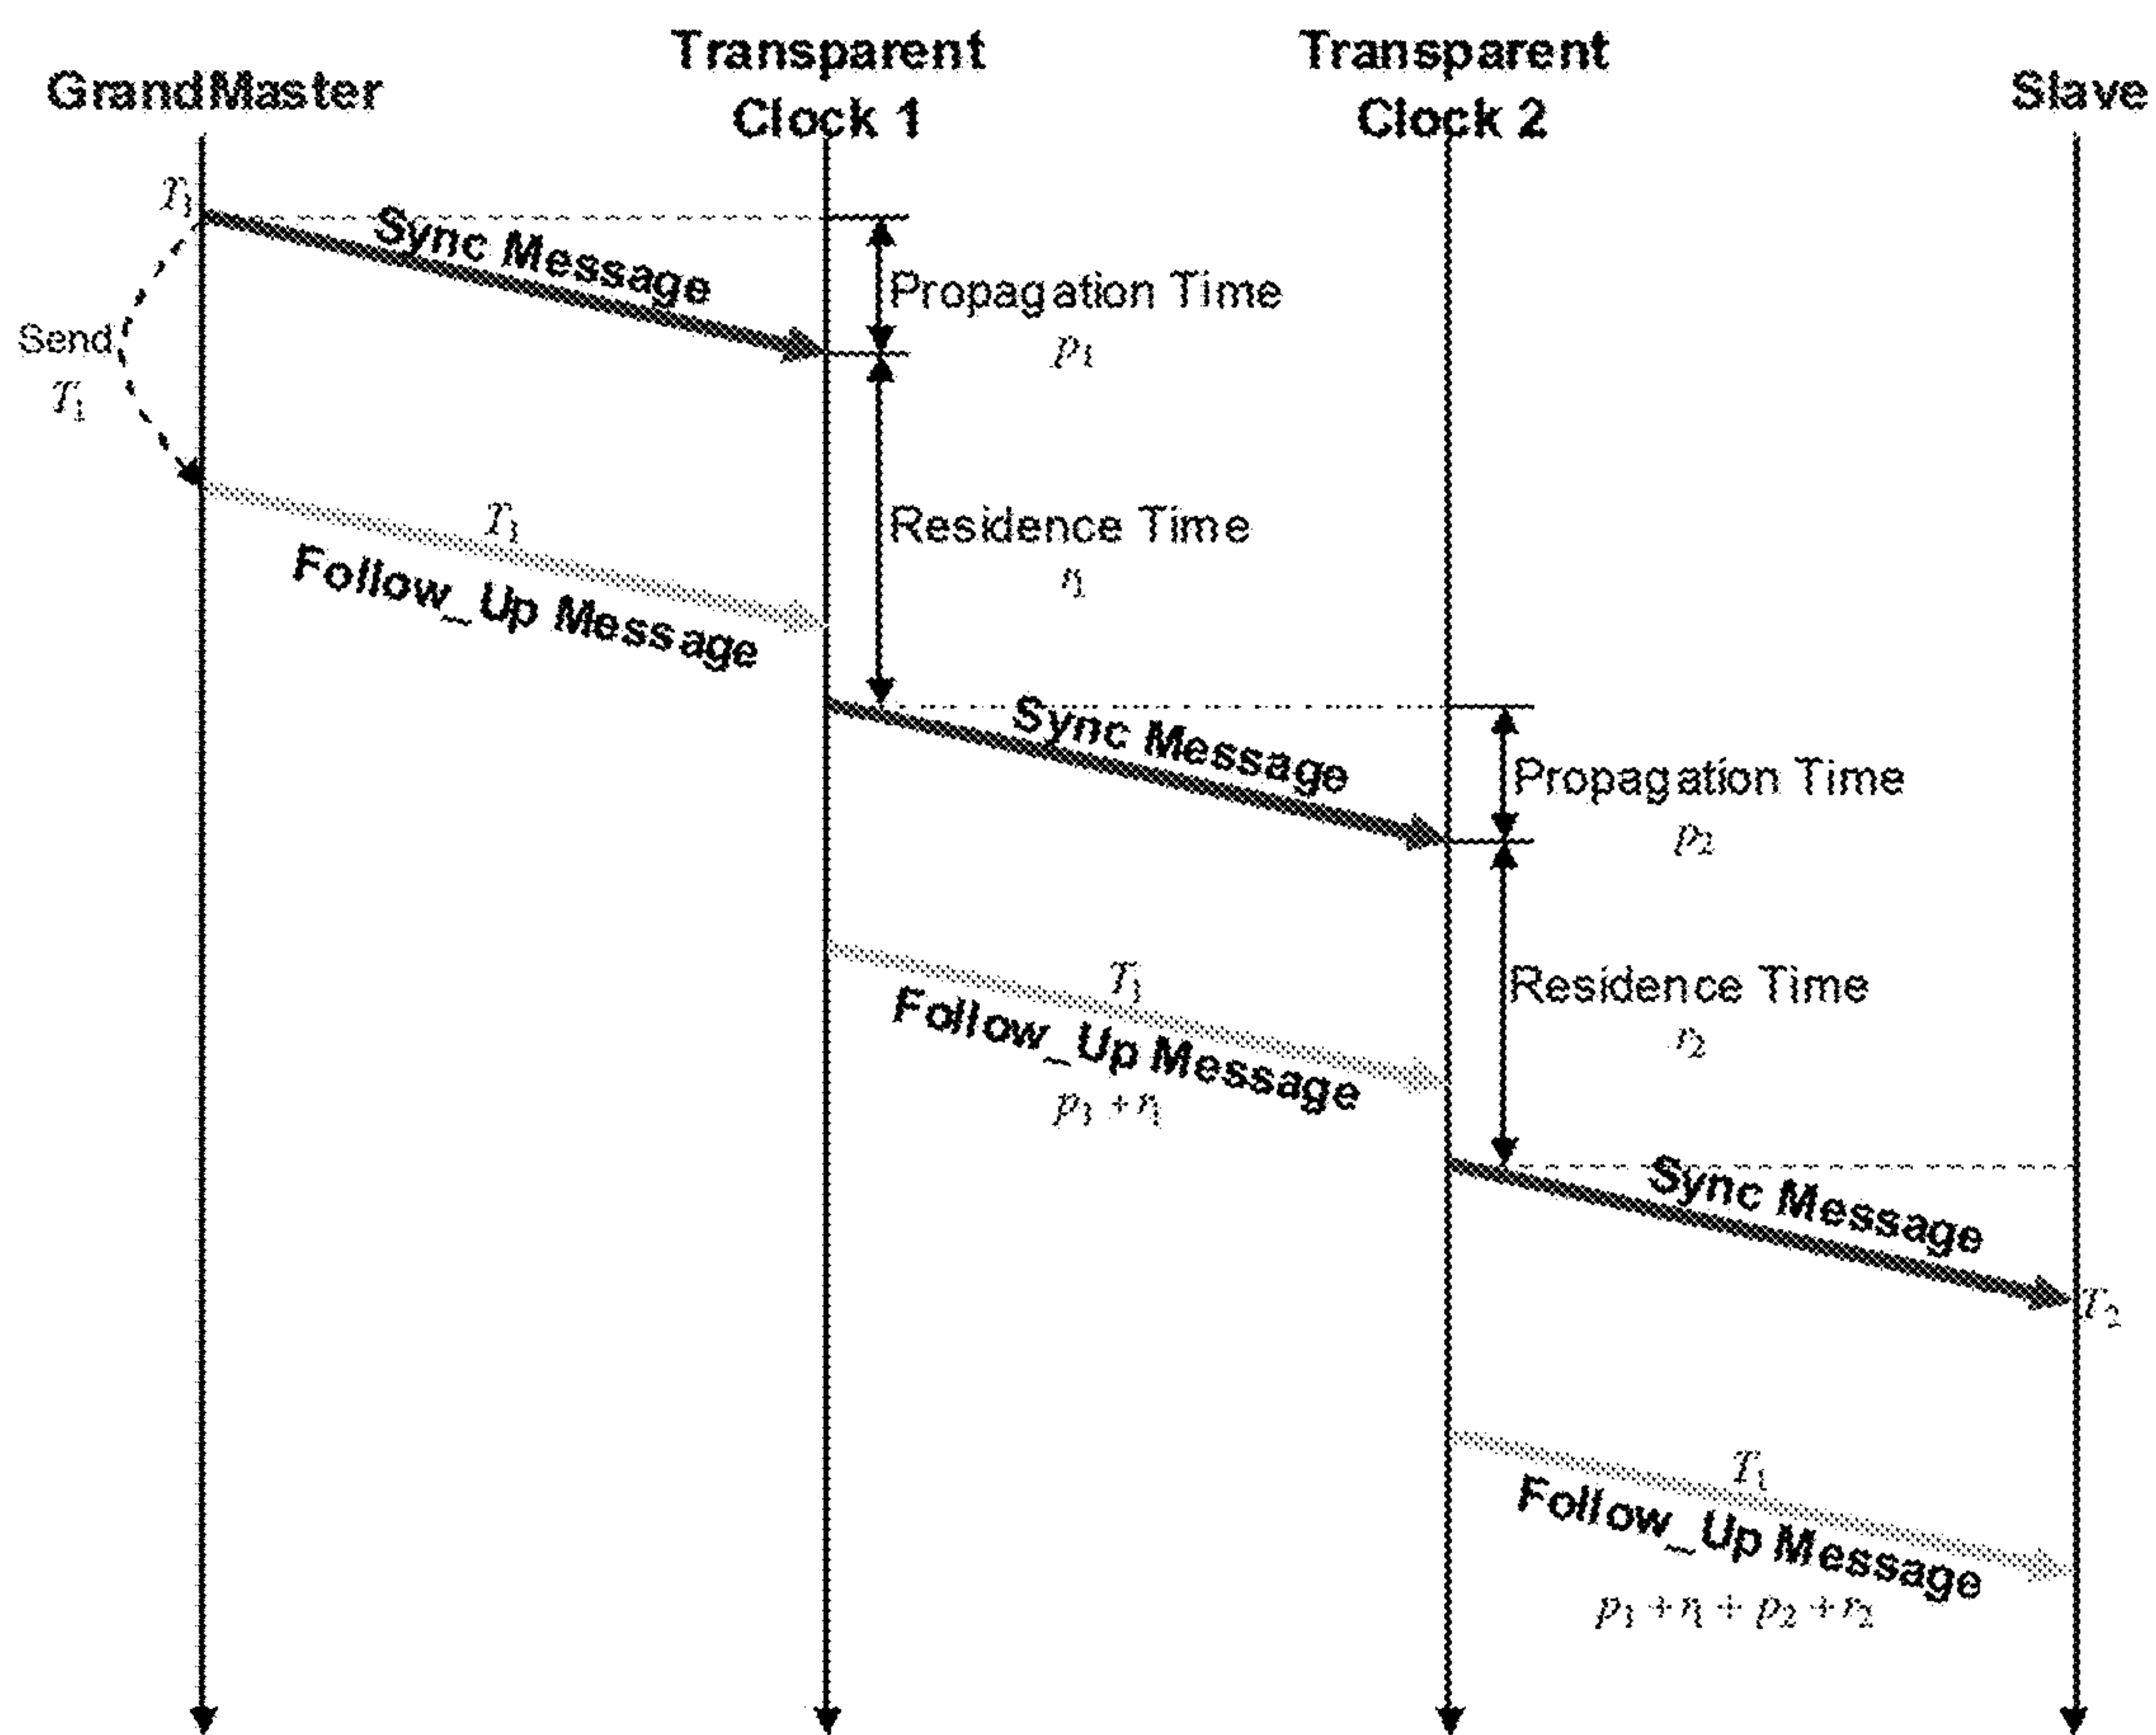 GrandMaster
Transparent
Clock 1
Transparent
Clock 2
Slave
T₁
Sync Message
Propagation Time
p₁
Send
T₁
Residence Time
r₁
T₁
Follow_Up Message
Sync Message
Propagation Time
p₂
Residence Time
r₂
T₁
Follow_Up Message
p₁ + r₁
Sync Message
T₂
T₁
Follow_Up Message
p₁ + r₁ + p₂ + r₂